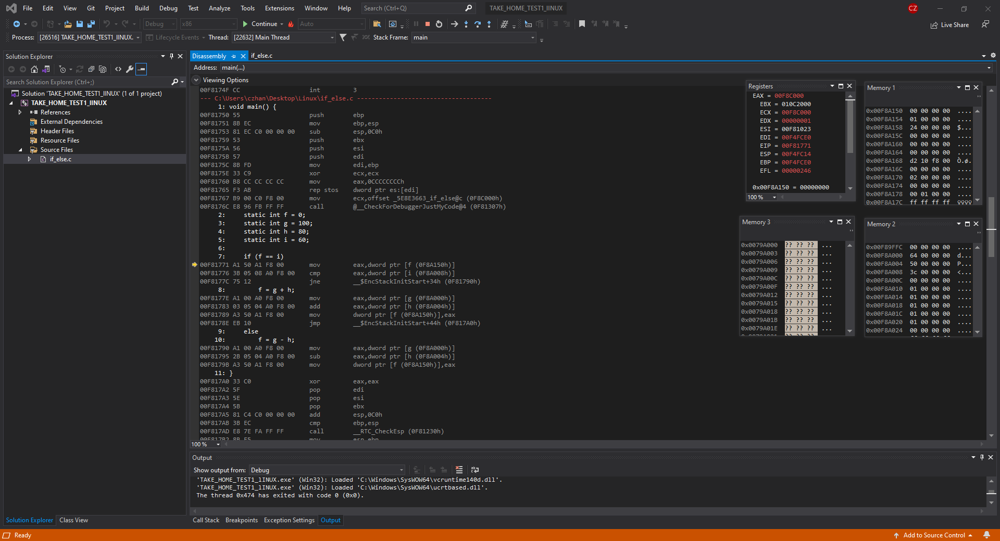 File Edit View Git Project Build Debug Test Analyze Tools Extensions Window Help Search (Ctrl+Q) TAKE_HOME_TEST1_lINUX CZ
Debug x86 Continue Auto Live Share
Process: [26516] TAKE_HOME_TEST1_lINUX. Lifecycle Events Thread: [22632] Main Thread Stack Frame: main
Solution Explorer
Search Solution Explorer (Ctrl+;)
Solution 'TAKE_HOME_TEST1_lINUX' (1 of 1 project)
TAKE_HOME_TEST1_lINUX
References
External Dependencies
Header Files
Resource Files
Source Files
if_else.c
Solution Explorer Class View
Disassembly if_else.c
Address: main(...)
Viewing Options
00F8174F CC int 3
--- C:\Users\czhan\Desktop\Linux\if_else.c -------------------------------------
1: void main() {
00F81750 55 push ebp
00F81751 8B EC mov ebp,esp
00F81753 81 EC C0 00 00 00 sub esp,0C0h
00F81759 53 push ebx
00F8175A 56 push esi
00F8175B 57 push edi
00F8175C 8B FD mov edi,ebp
00F8175E 33 C9 xor ecx,ecx
00F81760 B8 CC CC CC CC mov eax,0CCCCCCCCh
00F81765 F3 AB rep stos dword ptr es:[edi]
00F81767 B9 00 C0 F8 00 mov ecx,offset _5E8E3663_if_else@c (0F8C000h)
00F8176C E8 96 FB FF FF call @__CheckForDebuggerJustMyCode@4 (0F81307h)
2: static int f = 0;
3: static int g = 100;
4: static int h = 80;
5: static int i = 60;
6:
7: if (f == i)
00F81771 A1 50 A1 F8 00 mov eax,dword ptr [f (0F8A150h)]
00F81776 3B 05 08 A0 F8 00 cmp eax,dword ptr [i (0F8A008h)]
00F8177C 75 12 jne __$EncStackInitStart+34h (0F81790h)
8: f = g + h;
00F8177E A1 00 A0 F8 00 mov eax,dword ptr [g (0F8A000h)]
00F81783 03 05 04 A0 F8 00 add eax,dword ptr [h (0F8A004h)]
00F81789 A3 50 A1 F8 00 mov dword ptr [f (0F8A150h)],eax
00F8178E EB 10 jmp __$EncStackInitStart+44h (0F817A0h)
9: else
10: f = g - h;
00F81790 A1 00 A0 F8 00 mov eax,dword ptr [g (0F8A000h)]
00F81795 2B 05 04 A0 F8 00 sub eax,dword ptr [h (0F8A004h)]
00F8179B A3 50 A1 F8 00 mov dword ptr [f (0F8A150h)],eax
11: }
00F817A0 33 C0 xor eax,eax
00F817A2 5F pop edi
00F817A3 5E pop esi
00F817A4 5B pop ebx
00F817A5 81 C4 C0 00 00 00 add esp,0C0h
00F817AB 3B EC cmp ebp,esp
00F817AD E8 7E FA FF FF call __RTC_CheckEsp (0F81230h)
00F817B2 8B E5 mov esp,ebp
100 %
Registers
EAX = 00F8C000
EBX = 010C2000
ECX = 00F8C000
EDX = 00000001
ESI = 00F81023
EDI = 00F4FCE0
EIP = 00F81771
ESP = 00F4FC14
EBP = 00F4FCE0
EFL = 00000246
0x00F8A150 = 00000000
100 %
Memory 1
0x00F8A150 00 00 00 00 ....
0x00F8A154 01 00 00 00 ....
0x00F8A158 24 00 00 00 $...
0x00F8A15C 00 00 00 00 ....
0x00F8A160 00 00 00 00 ....
0x00F8A164 00 00 00 00 ....
0x00F8A168 d2 10 f8 00 Ò.ø.
0x00F8A16C 00 00 00 00 ....
0x00F8A170 02 00 00 00 ....
0x00F8A174 00 00 00 00 ....
0x00F8A178 00 01 00 00 ....
0x00F8A17C ff ff ff ff ÿÿÿÿ
Memory 3
0x0079A000 ?? ?? ?? ...
0x0079A003 ?? ?? ?? ...
0x0079A006 ?? ?? ?? ...
0x0079A009 ?? ?? ?? ...
0x0079A00C ?? ?? ?? ...
0x0079A00F ?? ?? ?? ...
0x0079A012 ?? ?? ?? ...
0x0079A015 ?? ?? ?? ...
0x0079A018 ?? ?? ?? ...
0x0079A01B ?? ?? ?? ...
0x0079A01E ?? ?? ?? ...
Memory 2
0x00F89FFC 00 00 00 00 ....
0x00F8A000 64 00 00 00 d...
0x00F8A004 50 00 00 00 P...
0x00F8A008 3c 00 00 00 <...
0x00F8A00C 00 00 00 00 ....
0x00F8A010 01 00 00 00 ....
0x00F8A014 01 00 00 00 ....
0x00F8A018 01 00 00 00 ....
0x00F8A01C 01 00 00 00 ....
0x00F8A020 01 00 00 00 ....
0x00F8A024 00 00 00 00 ....
Output
Show output from: Debug
'TAKE_HOME_TEST1_lINUX.exe' (Win32): Loaded 'C:\Windows\SysWOW64\vcruntime140d.dll'.
'TAKE_HOME_TEST1_lINUX.exe' (Win32): Loaded 'C:\Windows\SysWOW64\ucrtbased.dll'.
The thread 0x474 has exited with code 0 (0x0).
Call Stack Breakpoints Exception Settings Output
Ready Add to Source Control